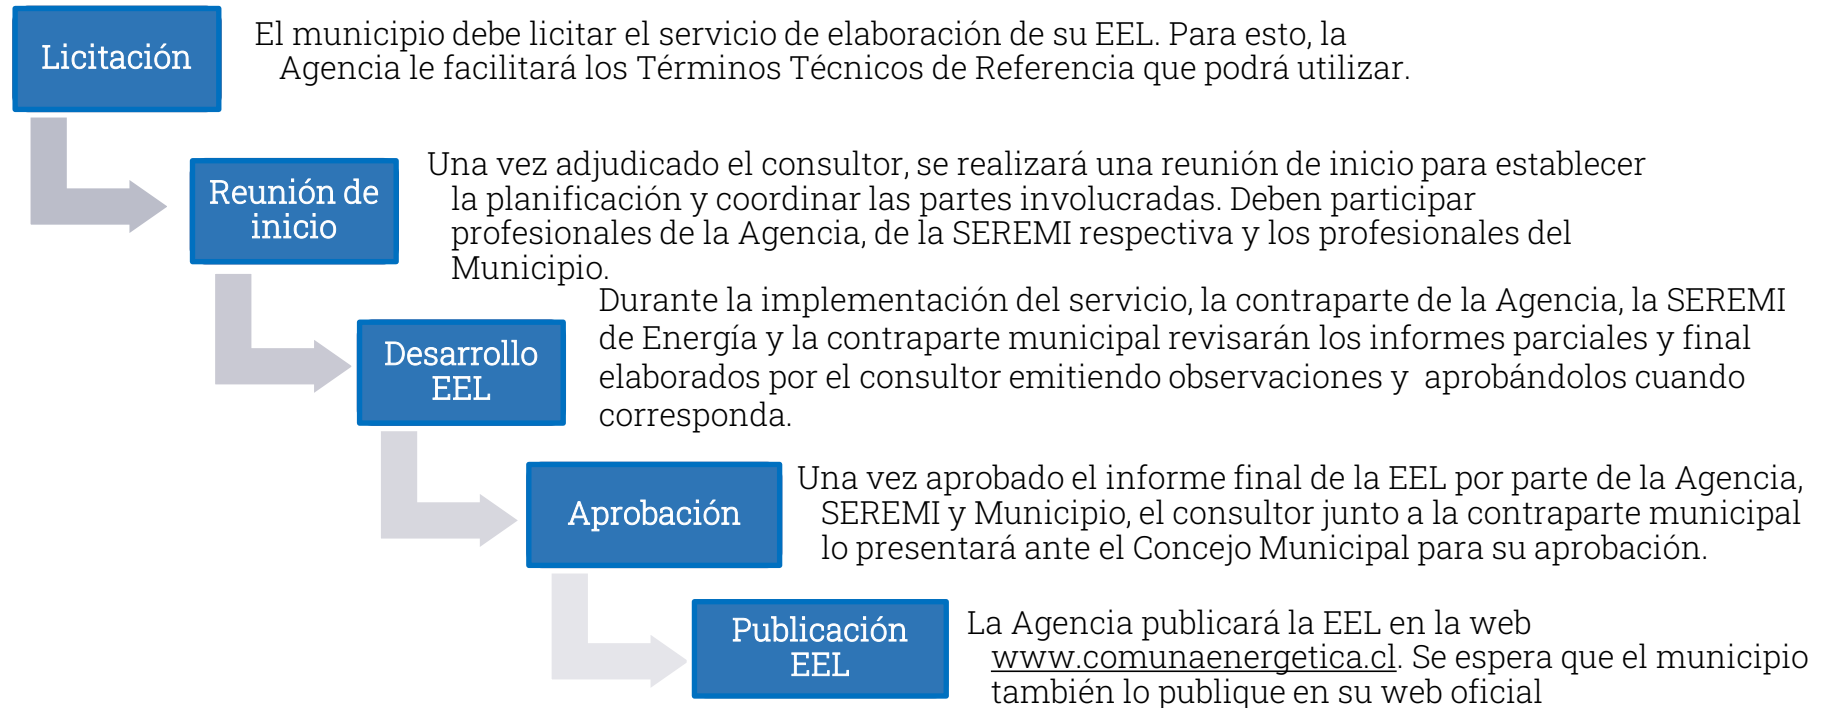 Licitación
El municipio debe licitar el servicio de elaboración de su EEL. Para esto, la
Agencia le facilitará los Términos Técnicos de Referencia que podrá utilizar.
Reunión de
inicio
Una vez adjudicado el consultor, se realizará una reunión de inicio para establecer
la planificación y coordinar las partes involucradas. Deben participar
profesionales de la Agencia, de la SEREMI respectiva y los profesionales del
Municipio.
Desarrollo
EEL
Durante la implementación del servicio, la contraparte de la Agencia, la SEREMI
de Energía y la contraparte municipal revisarán los informes parciales y final
elaborados por el consultor emitiendo observaciones y  aprobándolos cuando
corresponda.
Aprobación
Una vez aprobado el informe final de la EEL por parte de la Agencia,
SEREMI y Municipio, el consultor junto a la contraparte municipal
lo presentará ante el Concejo Municipal para su aprobación.
Publicación
EEL
La Agencia publicará la EEL en la web
www.comunaenergetica.cl. Se espera que el municipio
también lo publique en su web oficial